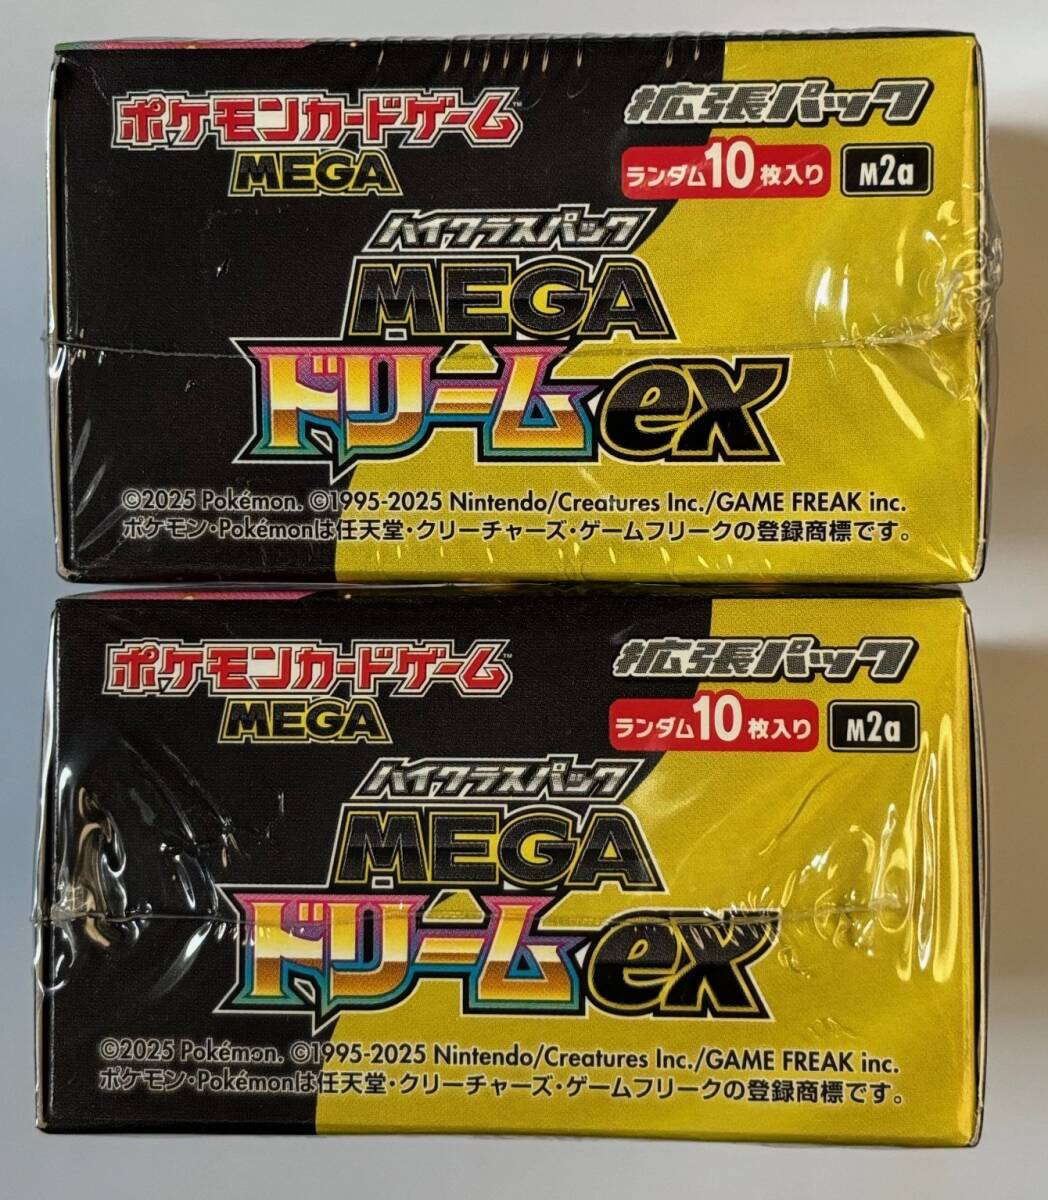 ポケモンカードゲーム™
MEGA
拡張パック
ランダム10枚入り
M2a
ハイクラスパック
MEGA
ドリームex
©2025 Pokémon. ©1995-2025 Nintendo/Creatures Inc./GAME FREAK inc.
ポケモン・Pokémonは任天堂・クリーチャーズ・ゲームフリークの登録商標です。
ポケモンカードゲーム™
MEGA
拡張パック
ランダム10枚入り
M2a
ハイクラスパック
MEGA
ドリームex
©2025 Pokémon. ©1995-2025 Nintendo/Creatures Inc./GAME FREAK inc.
ポケモン・Pokémonは任天堂・クリーチャーズ・ゲームフリークの登録商標です。